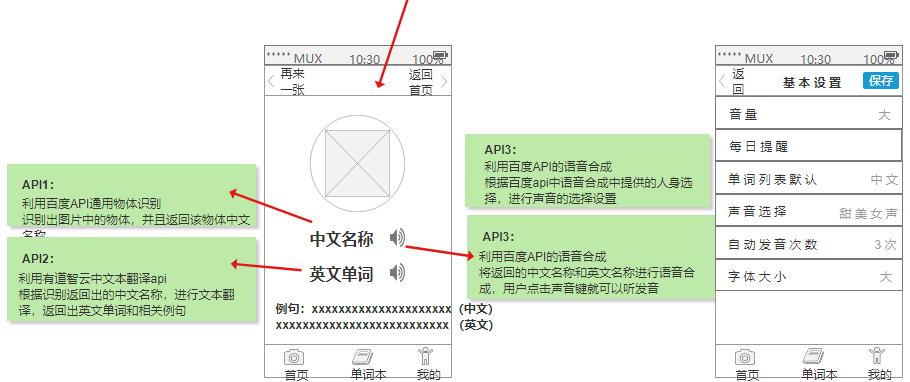 ***** MUX 10:30 100%
再来
一张
返回
首页
中文名称
英文单词
例句：xxxxxxxxxxxxxxxxxxxxx（中文)
xxxxxxxxxxxxxxxxxxxxxxxxxx （英文)
首页 单词本 我的
API1：
利用百度API通用物体识别
识别出图片中的物体，并且返回该物体中文
名称
API2：
利用有道智云中文本翻译api
根据识别返回出的中文名称，进行文本翻
译，返回出英文单词和相关例句
API3：
利用百度API的语音合成
根据百度api中语音合成中提供的人身选
择，进行声音的选择设置
API3：
利用百度API的语音合成
将返回的中文名称和英文名称进行语音合
成，用户点击声音键就可以听发音
***** MUX 10:30 100%
返
回
基本设置
保存
音量 大
每日提醒
单词列表默认 中文
声音选择 甜美女声
自动发音次数 3次
字体大小 大
首页 单词本 我的